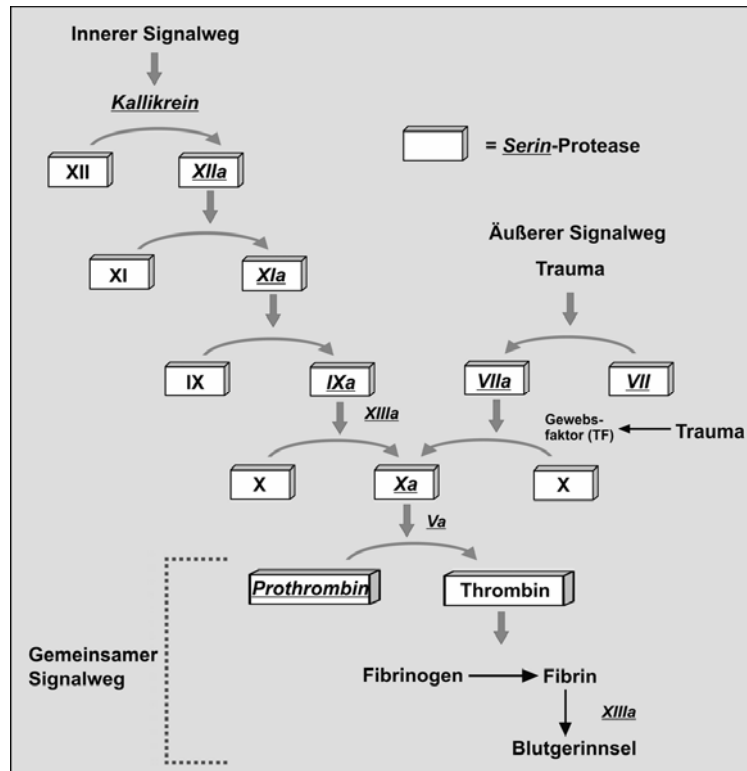 Innerer Signalweg
Kallikrein
XII
XIIa
= Serin-Protease
XI
XIa
Äußerer Signalweg
Trauma
IX
IXa
VIIa
VII
XIIIa
Gewebs-
faktor (TF)
Trauma
X
Xa
X
Va
Prothrombin
Thrombin
Gemeinsamer
Signalweg
Fibrinogen
Fibrin
XIIIa
Blutgerinnsel